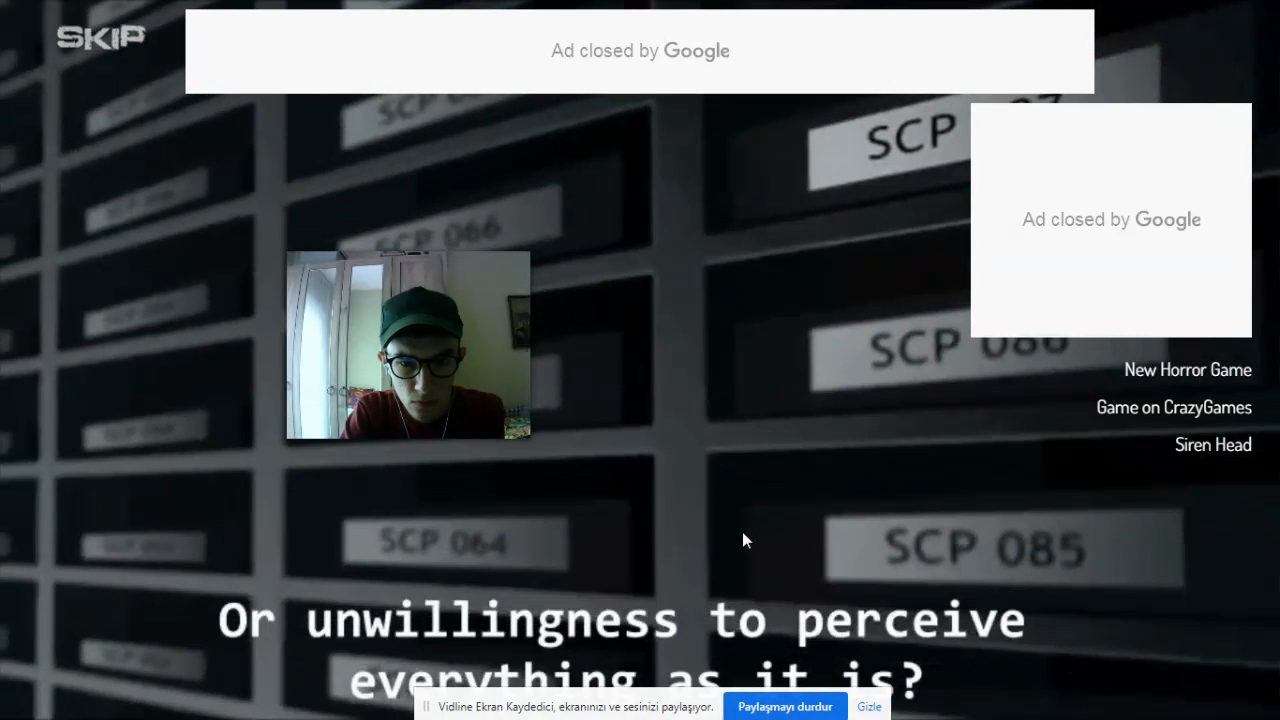 SKIP
Ad closed by Google
SCP
SCP 066
Ad closed by Google
SCP 086
New Horror Game
Game on CrazyGames
Siren Head
SCP 064
SCP 085
Or unwillingness to perceive
everything as it is?
Vidline Ekran Kaydedici, ekranınızı ve sesinizi paylaşıyor.
Paylaşmayı durdur
Gizle